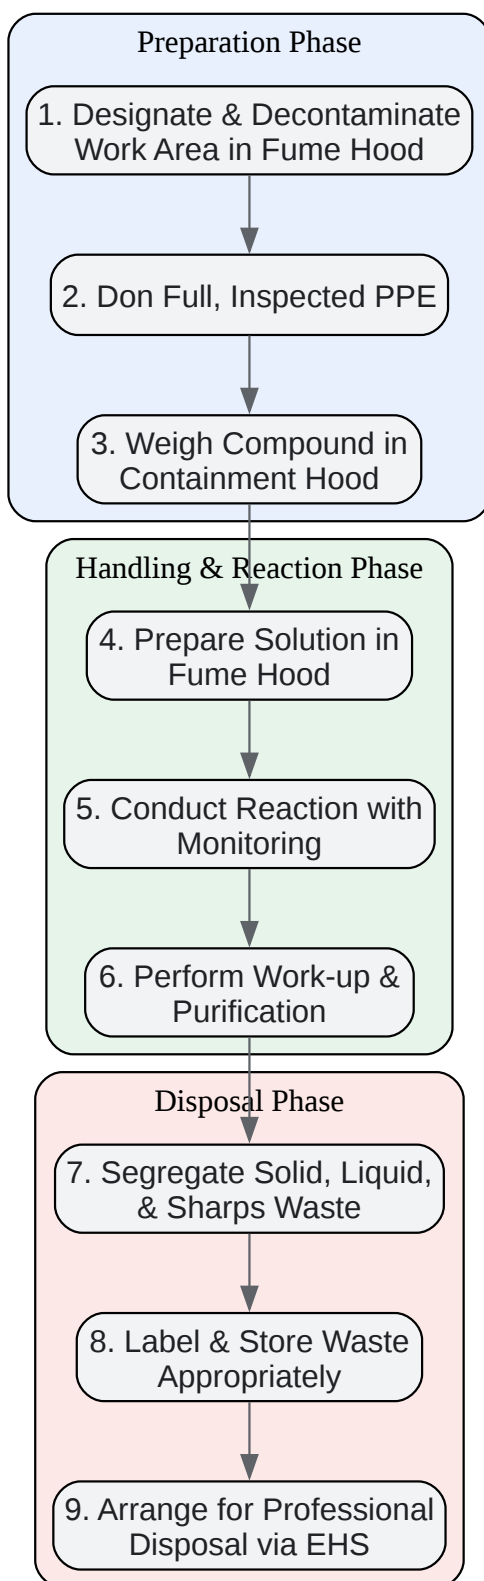 Preparation Phase
1. Designate & Decontaminate
Work Area in Fume Hood
2. Don Full, Inspected PPE
3. Weigh Compound in
Containment Hood
Handling & Reaction Phase
4. Prepare Solution in
Fume Hood
5. Conduct Reaction with
Monitoring
6. Perform Work-up &
Purification
Disposal Phase
7. Segregate Solid, Liquid,
& Sharps Waste
8. Label & Store Waste
Appropriately
9. Arrange for Professional
Disposal via EHS